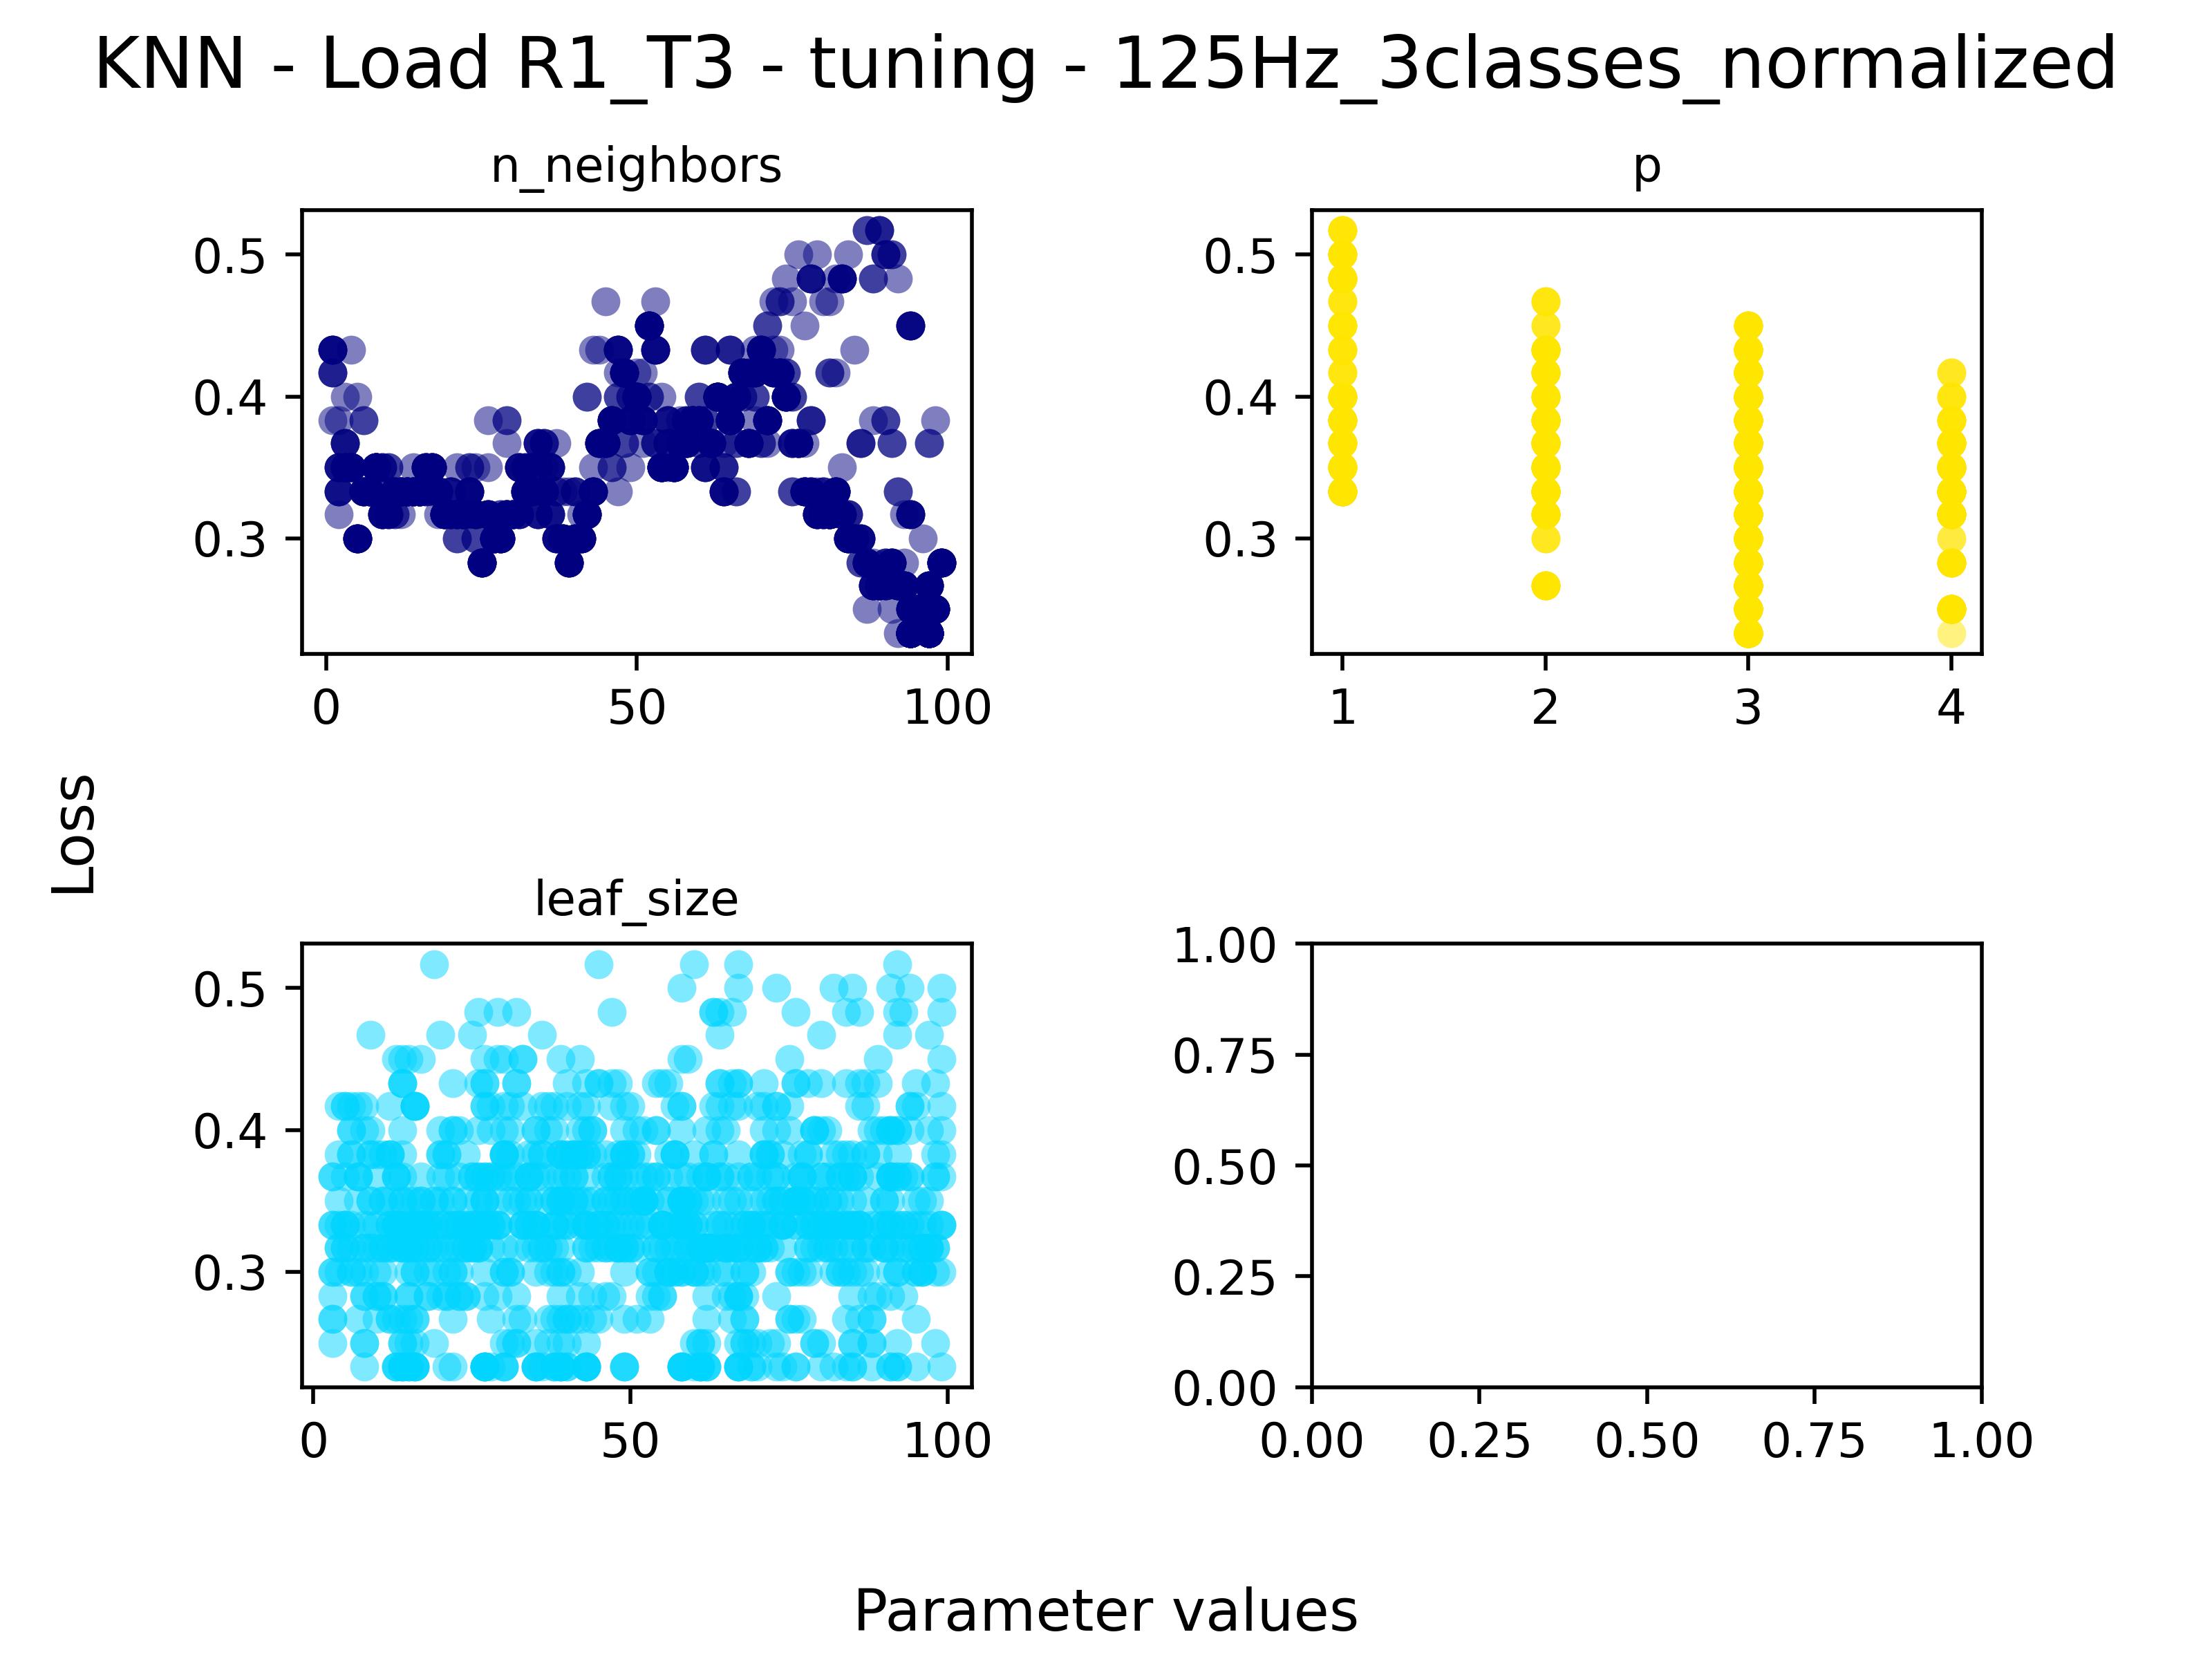 KNN - Load R1_T3 - tuning - 125Hz_3classes_normalized
n_neighbors
0.5
0.4
0.3
0 50 100
p
0.5
0.4
0.3
1 2 3 4
Loss
leaf_size
0.5
0.4
0.3
0 50 100
1.00
0.75
0.50
0.25
0.00
0.00 0.25 0.50 0.75 1.00
Parameter values